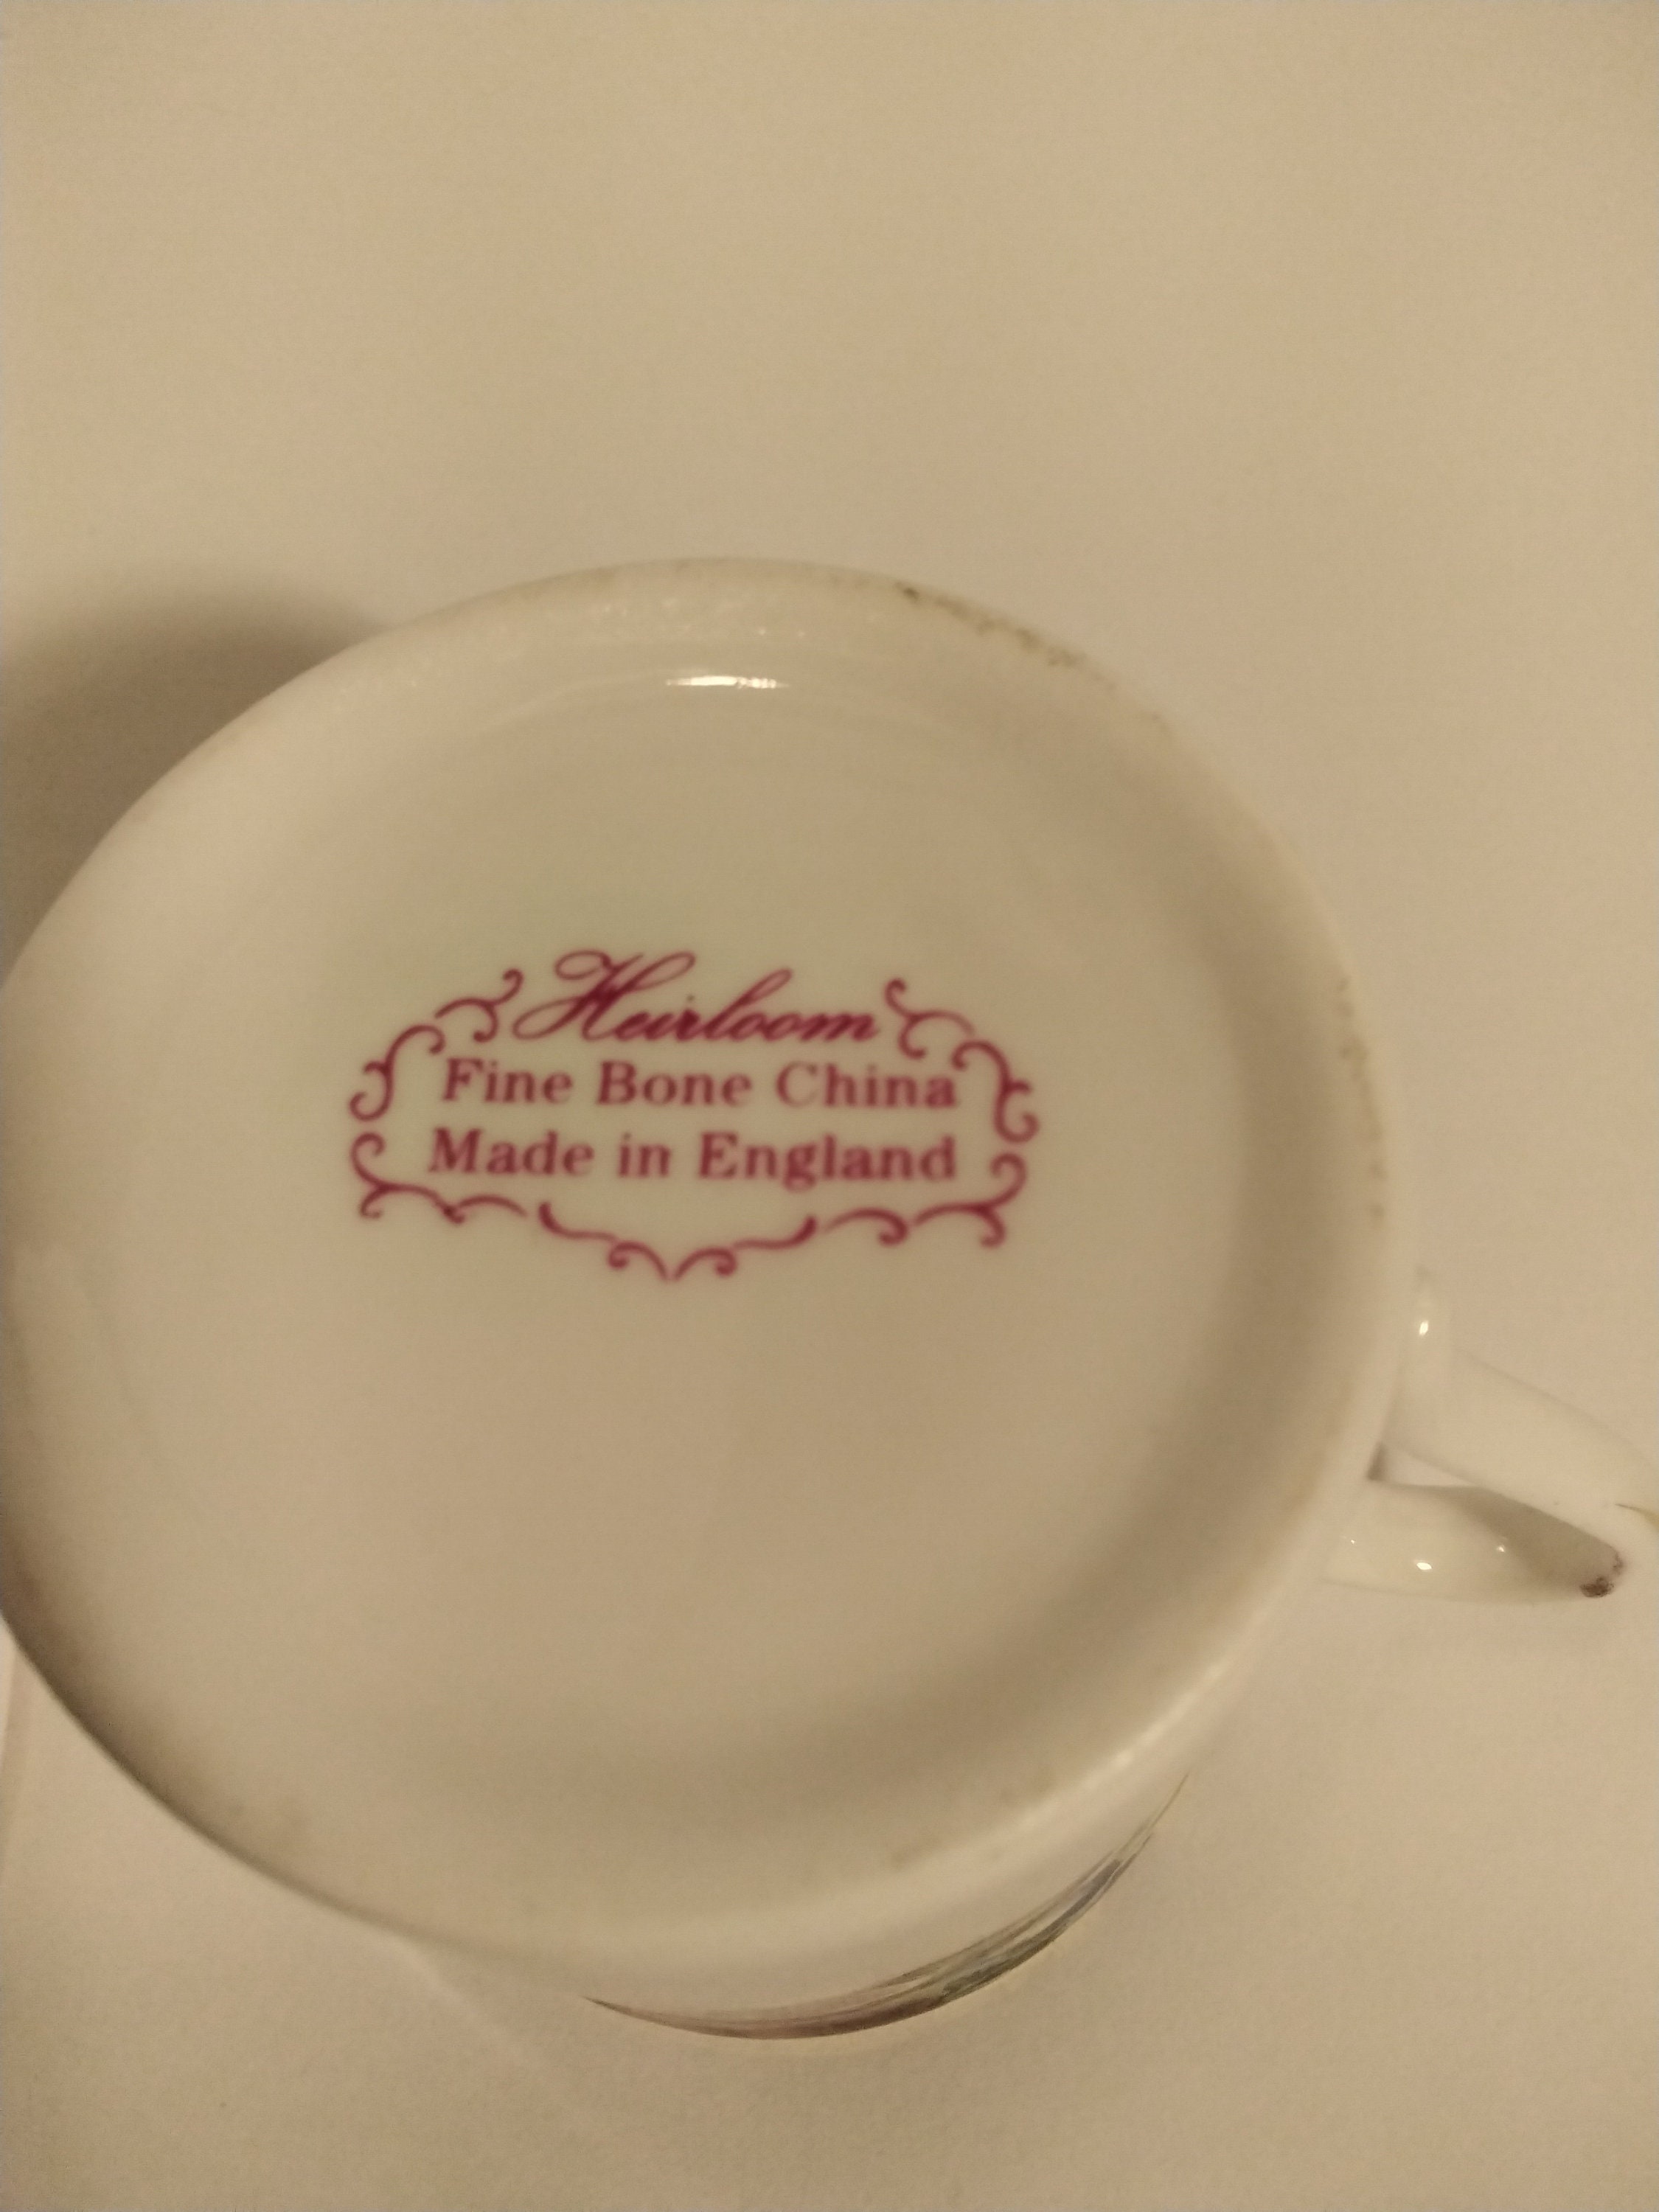 Heirloom
Fine Bone China
Made in England